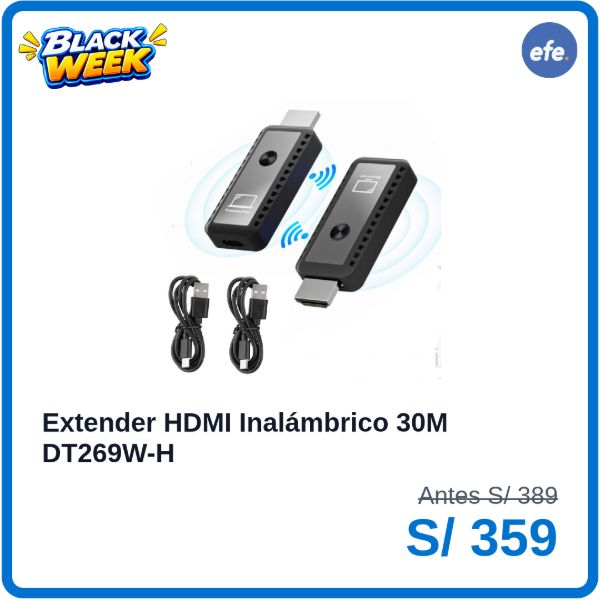 BLACK
WEEK
efe.
Extender HDMI Inalámbrico 30M
DT269W-H
Antes S/ 389
S/ 359